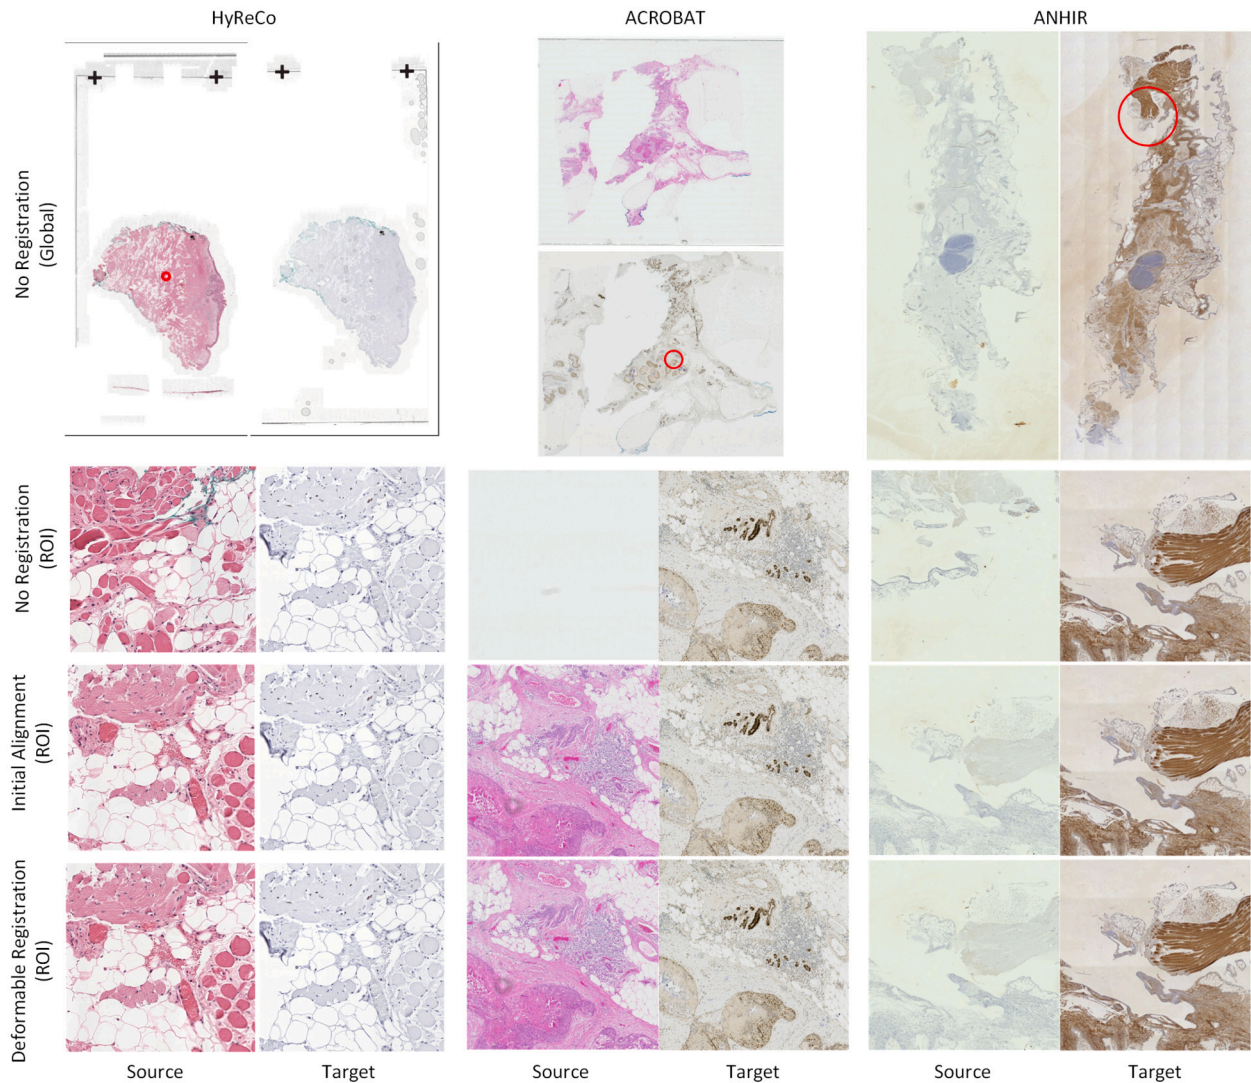 HyReCo
ACROBAT
ANHIR
No Registration
(Global)
No Registration
(ROI)
Initial Alignment
(ROI)
Deformable Registration
(ROI)
Source
Target
Source
Target
Source
Target